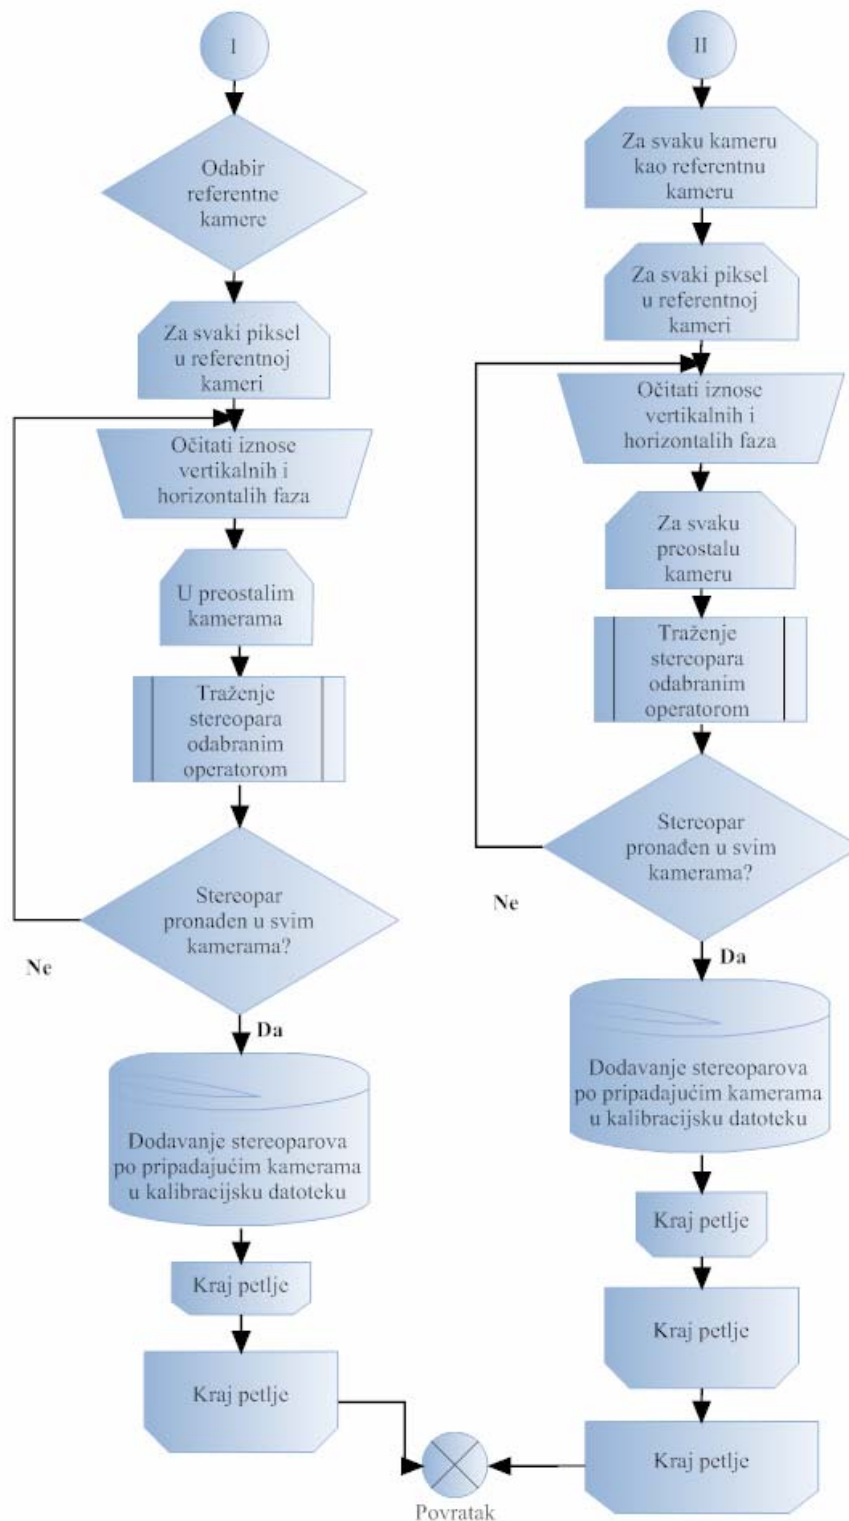 I
Odabir
referentne
kamere
Za svaki piksel
u referentnoj
kameri
Očitati iznose
vertikalnih i
horizontalih faza
U preostalim
kamerama
Traženje
stereopara
odabranim
operatorom
Stereopar
pronađen u svim
kamerama?
Ne
Da
Dodavanje stereoparova
po pripadajućim kamerama
u kalibracijsku datoteku
Kraj petlje
Kraj petlje
II
Za svaku kameru
kao referentnu
kameru
Za svaki piksel
u referentnoj
kameri
Očitati iznose
vertikalnih i
horizontalih faza
Za svaku
preostalu
kameru
Traženje
stereopara
odabranim
operatorom
Stereopar
pronađen u svim
kamerama?
Ne
Da
Dodavanje stereoparova
po pripadajućim kamerama
u kalibracijsku datoteku
Kraj petlje
Kraj petlje
Kraj petlje
Povratak